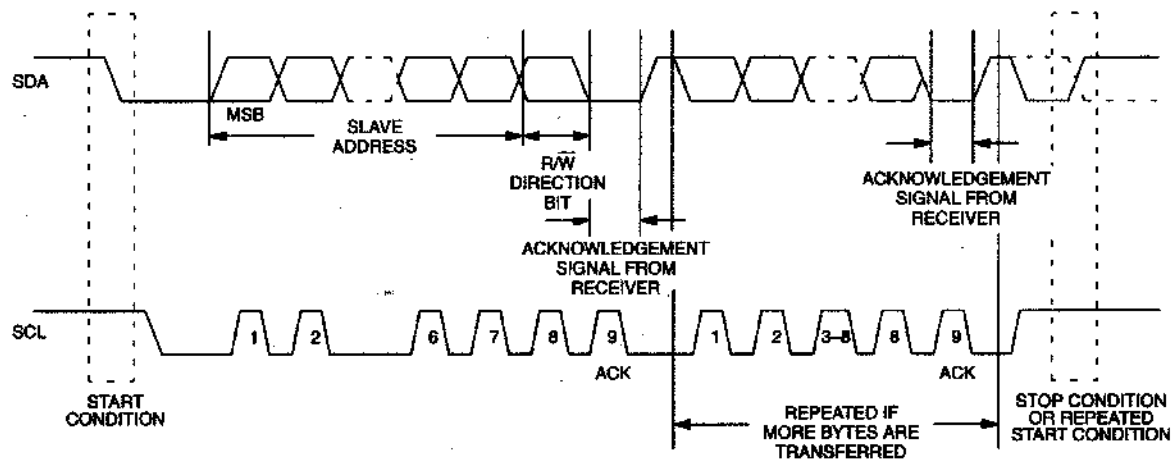 SDA
MSB
SLAVE
ADDRESS
R/W̅
DIRECTION
BIT
ACKNOWLEDGEMENT
SIGNAL FROM
RECEIVER
ACKNOWLEDGEMENT
SIGNAL FROM
RECEIVER
SCL
1 2 6 7 8 9 1 2 3–8 8 9
ACK
ACK
START
CONDITION
REPEATED IF
MORE BYTES ARE
TRANSFERRED
STOP CONDITION
OR REPEATED
START CONDITION